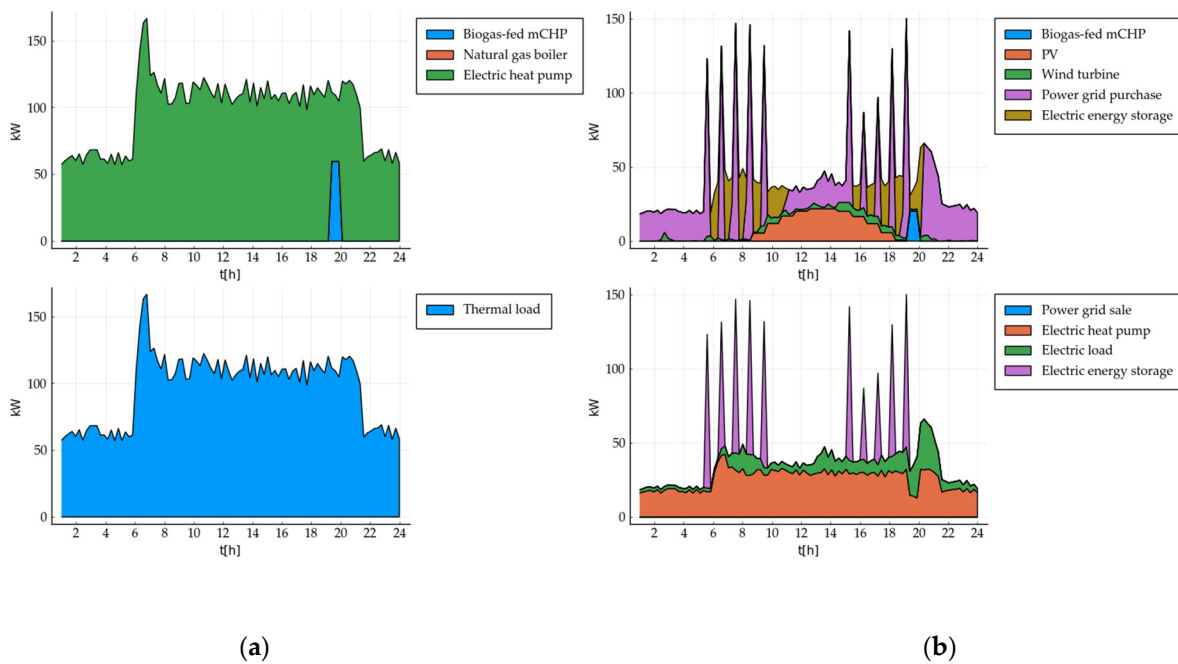 150
100
50
0
kW
2 4 6 8 10 12 14 16 18 20 22 24
t[h]
Biogas-fed mCHP
Natural gas boiler
Electric heat pump
150
100
50
0
kW
2 4 6 8 10 12 14 16 18 20 22 24
t[h]
Biogas-fed mCHP
PV
Wind turbine
Power grid purchase
Electric energy storage
150
100
50
0
kW
2 4 6 8 10 12 14 16 18 20 22 24
t[h]
Thermal load
150
100
50
0
kW
2 4 6 8 10 12 14 16 18 20 22 24
t[h]
Power grid sale
Electric heat pump
Electric load
Electric energy storage
(a)
(b)